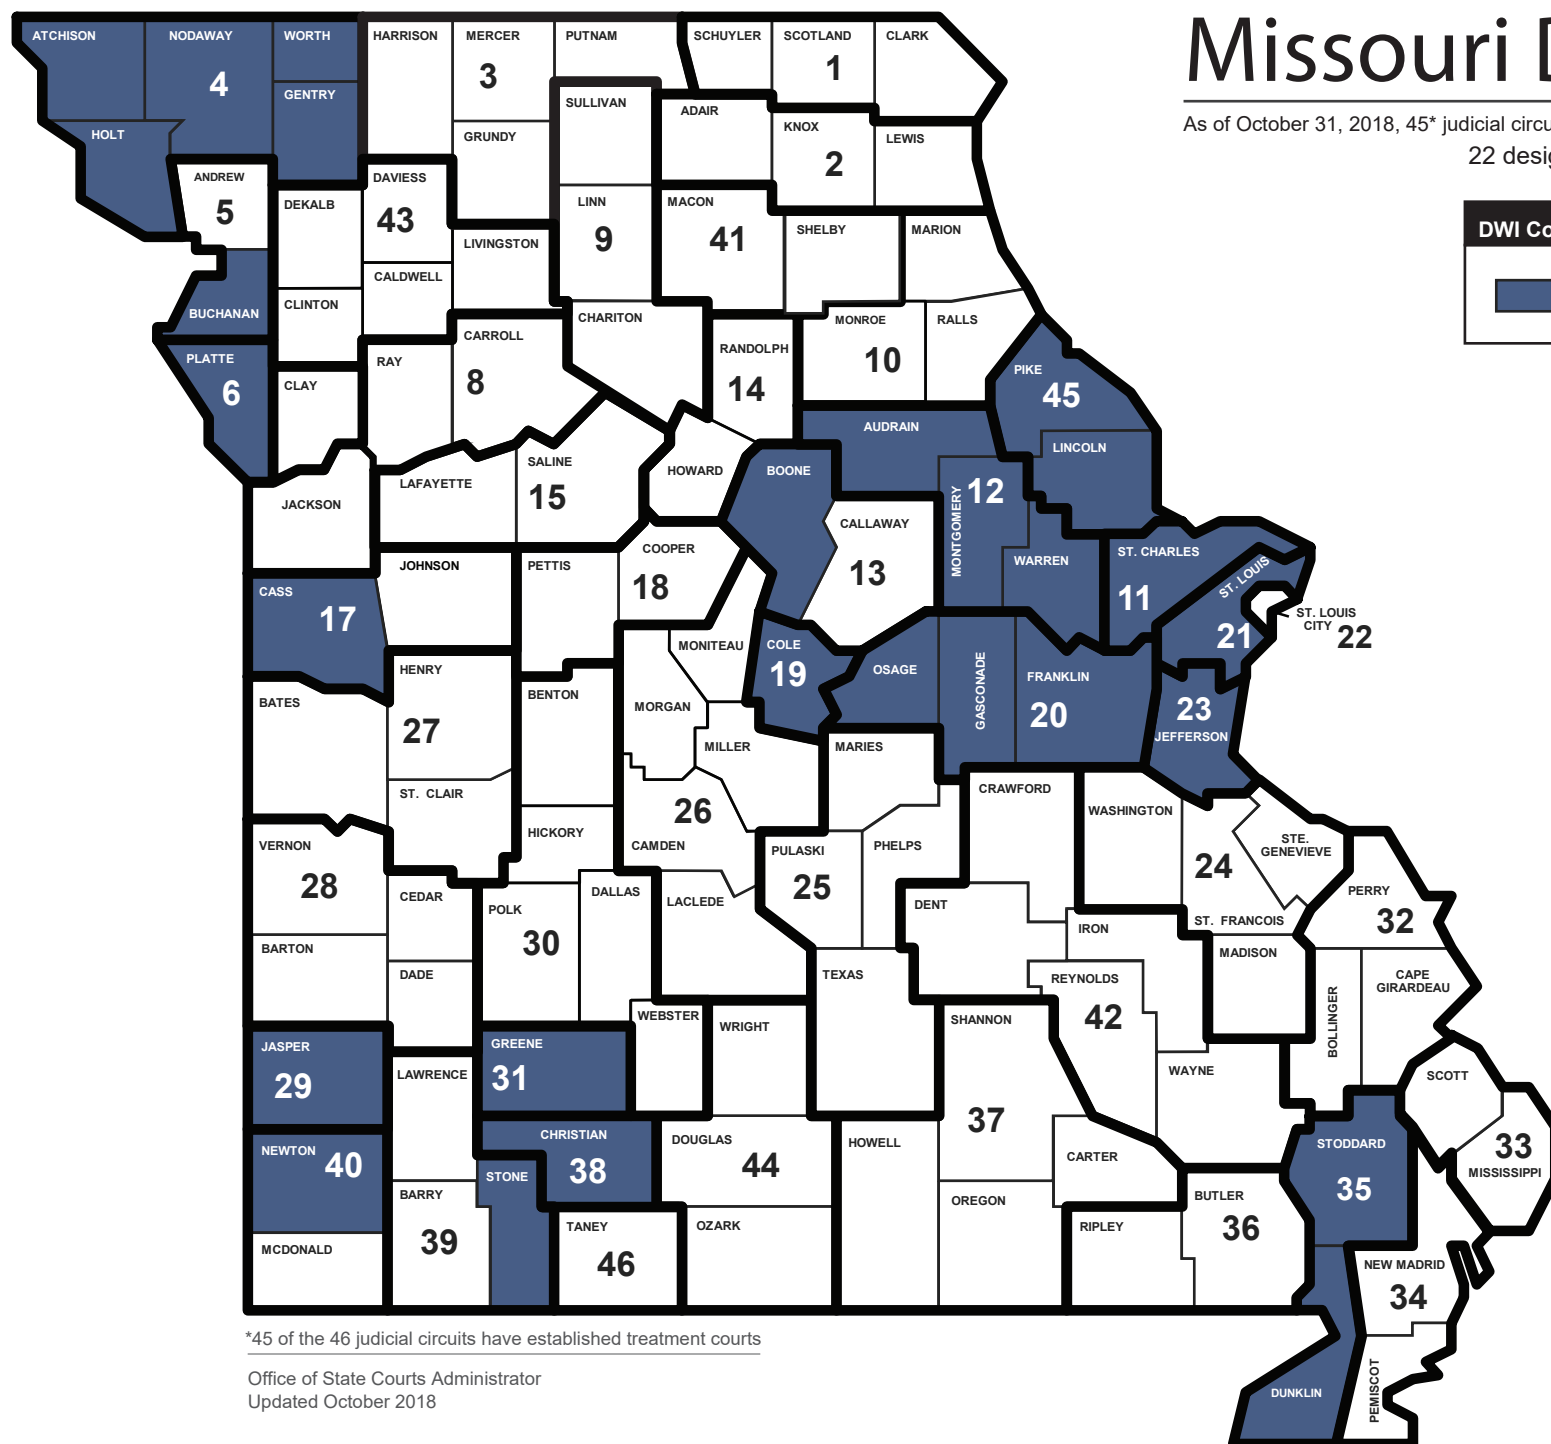 Missouri D
As of October 31, 2018, 45* judicial circu
22 desig
DWI Co
ATCHISON
NODAWAY
WORTH
HARRISON
MERCER
PUTNAM
SCHUYLER
SCOTLAND
CLARK
4
3
1
GENTRY
SULLIVAN
ADAIR
HOLT
GRUNDY
KNOX
LEWIS
2
ANDREW
5
DEKALB
DAVIESS
43
LINN
9
MACON
41
SHELBY
MARION
LIVINGSTON
CALDWELL
BUCHANAN
CLINTON
CHARITON
MONROE
RALLS
10
CARROLL
8
RANDOLPH
14
PLATTE
6
CLAY
RAY
PIKE
45
AUDRAIN
LINCOLN
SALINE
15
HOWARD
BOONE
LAFAYETTE
JACKSON
MONTGOMERY
12
CALLAWAY
13
WARREN
ST. CHARLES
11
ST. LOUIS
21
ST. LOUIS
CITY 22
COOPER
18
JOHNSON
PETTIS
CASS
17
MONITEAU
COLE
19
OSAGE
GASCONADE
FRANKLIN
20
23
JEFFERSON
HENRY
27
BATES
BENTON
MORGAN
MILLER
MARIES
ST. CLAIR
HICKORY
26
CAMDEN
CRAWFORD
WASHINGTON
STE.
GENEVIEVE
24
ST. FRANCOIS
VERNON
28
PULASKI
25
PHELPS
CEDAR
POLK
30
DALLAS
LACLEDE
DENT
IRON
PERRY
32
BARTON
DADE
TEXAS
REYNOLDS
42
MADISON
BOLLINGER
CAPE
GIRARDEAU
WEBSTER
WRIGHT
SHANNON
JASPER
29
LAWRENCE
GREENE
31
WAYNE
SCOTT
37
NEWTON
40
CHRISTIAN
38
STONE
DOUGLAS
44
HOWELL
CARTER
STODDARD
35
33
MISSISSIPPI
BARRY
39
OREGON
BUTLER
36
TANEY
46
OZARK
RIPLEY
MCDONALD
NEW MADRID
34
DUNKLIN
PEMISCOT
*45 of the 46 judicial circuits have established treatment courts
Office of State Courts Administrator
Updated October 2018